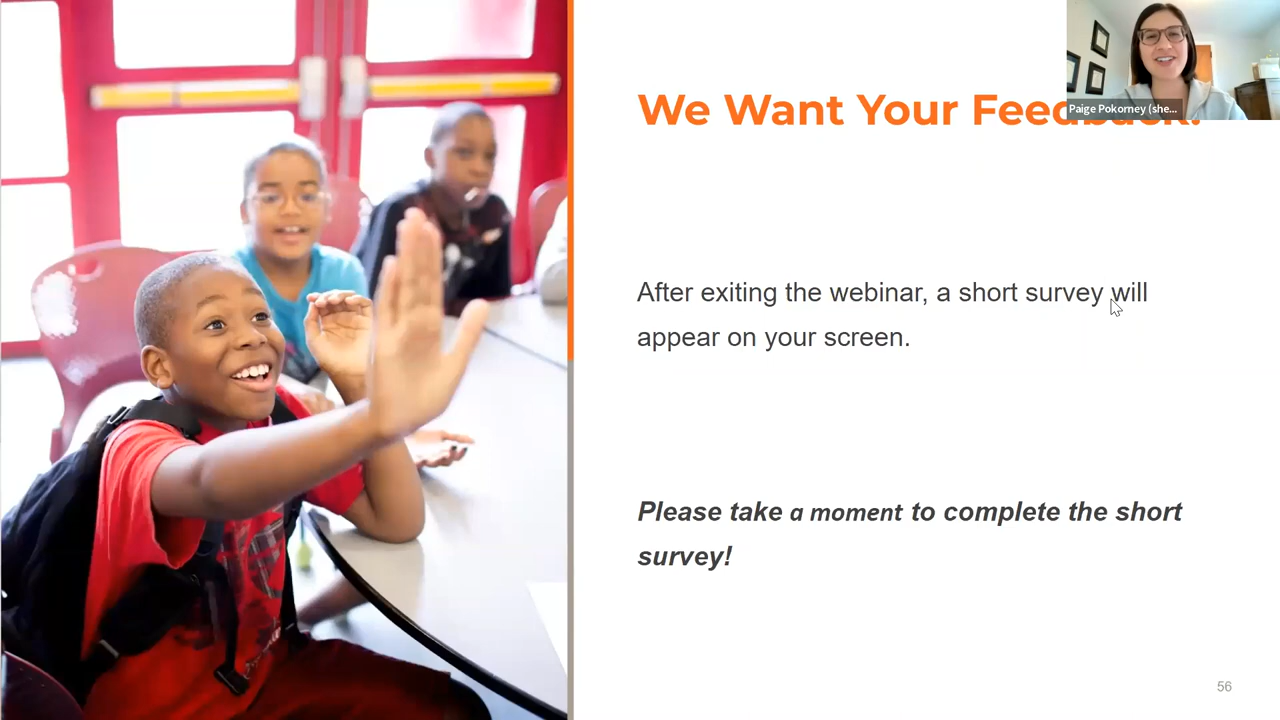 We Want Your Feedback!
Paige Pokorney (she...
After exiting the webinar, a short survey will
appear on your screen.
Please take a moment to complete the short
survey!
56